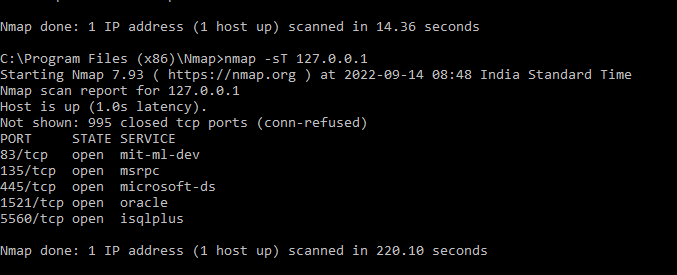 Nmap done: 1 IP address (1 host up) scanned in 14.36 seconds
C:\Program Files (x86)\Nmap>nmap -sT 127.0.0.1
Starting Nmap 7.93 ( https://nmap.org ) at 2022-09-14 08:48 India Standard Time
Nmap scan report for 127.0.0.1
Host is up (1.0s latency).
Not shown: 995 closed tcp ports (conn-refused)
PORT     STATE SERVICE
83/tcp   open  mit-ml-dev
135/tcp  open  msrpc
445/tcp  open  microsoft-ds
1521/tcp open  oracle
5560/tcp open  isqlplus
Nmap done: 1 IP address (1 host up) scanned in 220.10 seconds